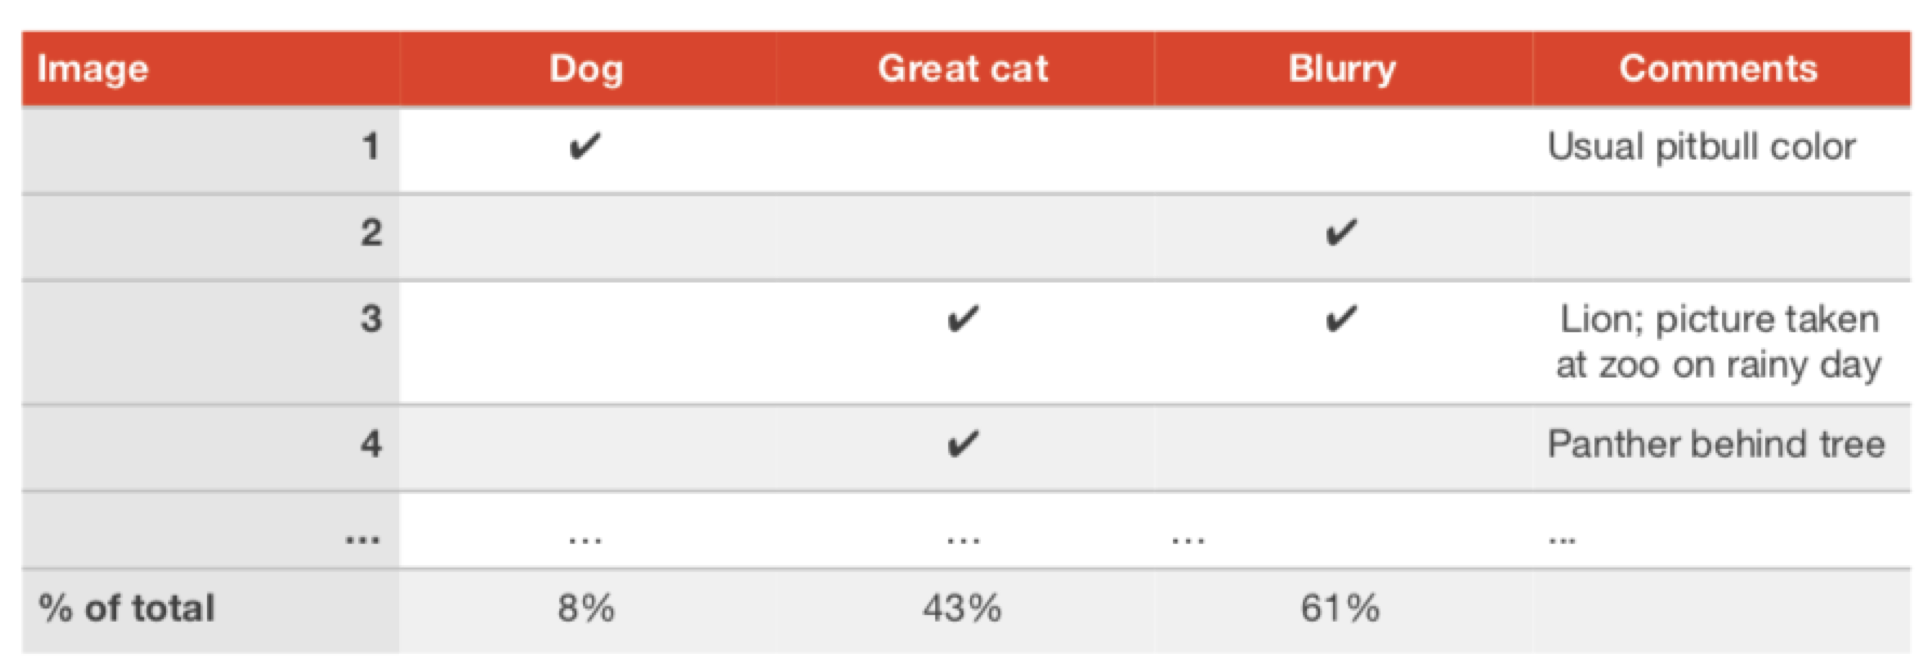 Image Dog Great cat Blurry Comments
1 ✔ Usual pitbull color
2 ✔
3 ✔ ✔ Lion; picture taken
at zoo on rainy day
4 ✔ Panther behind tree
... ... ... ... ...
% of total 8% 43% 61%